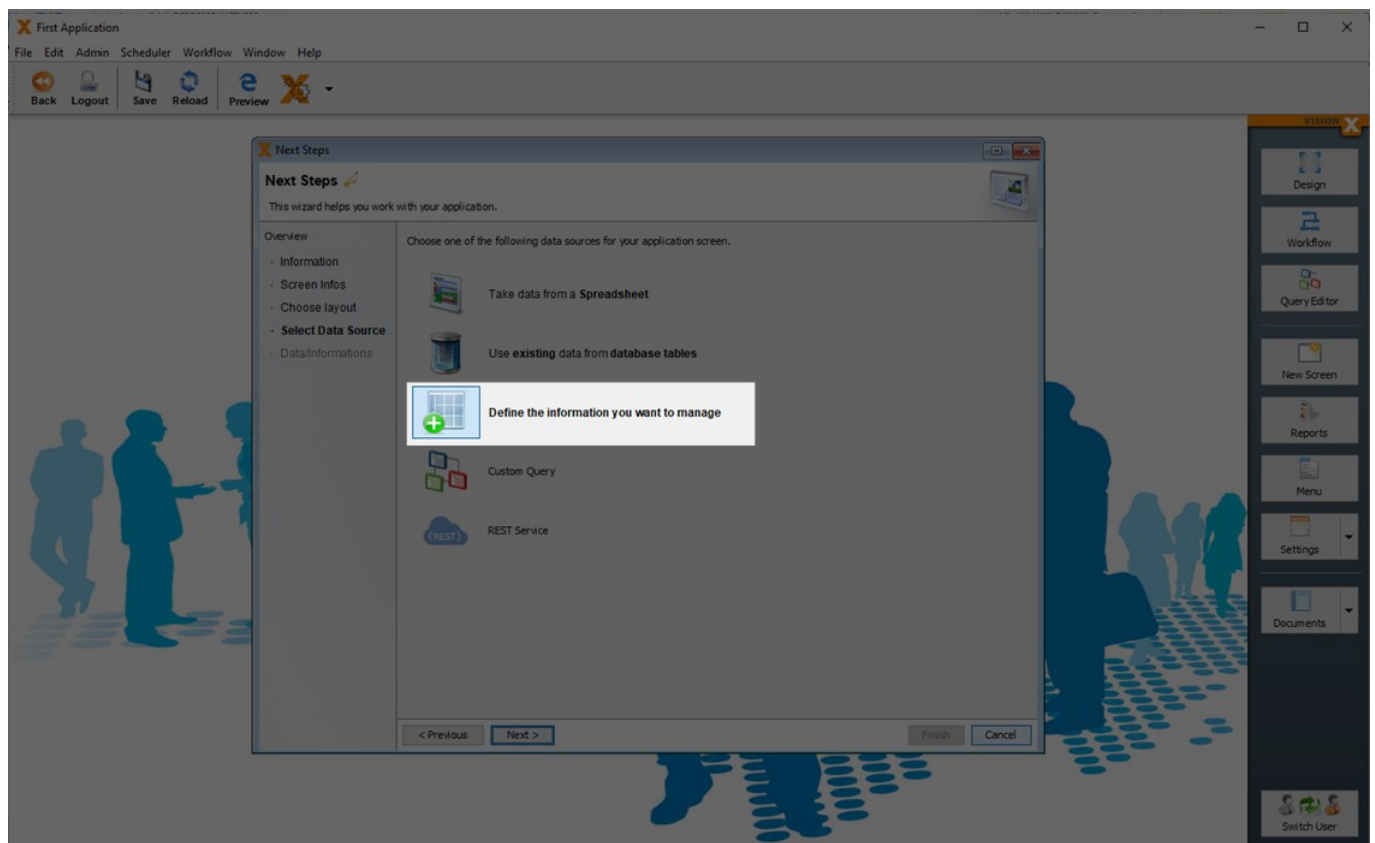 First Application
File Edit Admin Scheduler Workflow Window Help
Back Logout Save Reload Preview
VISION X
Next Steps
Next Steps
This wizard helps you work with your application.
Overview
· Information
· Screen Infos
· Choose layout
· Select Data Source
· Data/Informations
Choose one of the following data sources for your application screen.
Take data from a Spreadsheet
Use existing data from database tables
Define the information you want to manage
Custom Query
{REST}
REST Service
< Previous
Next >
Finish
Cancel
Design
Workflow
Query Editor
New Screen
Reports
Menu
Settings
Documents
Switch User